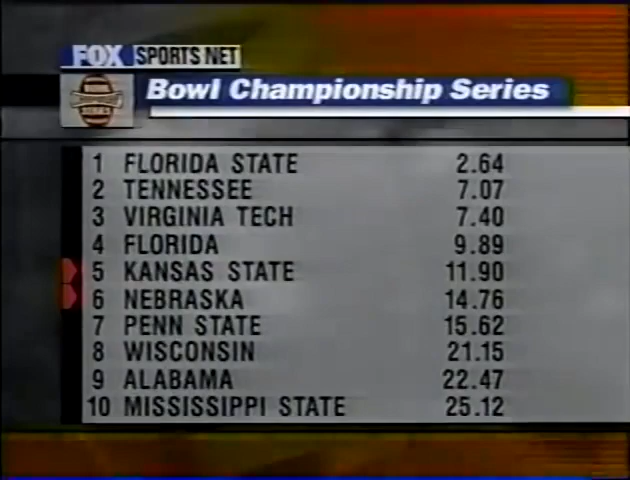 FOX SPORTS NET
Bowl Championship Series
1 FLORIDA STATE 2.64
2 TENNESSEE 7.07
3 VIRGINIA TECH 7.40
4 FLORIDA 9.89
5 KANSAS STATE 11.90
6 NEBRASKA 14.76
7 PENN STATE 15.62
8 WISCONSIN 21.15
9 ALABAMA 22.47
10 MISSISSIPPI STATE 25.12